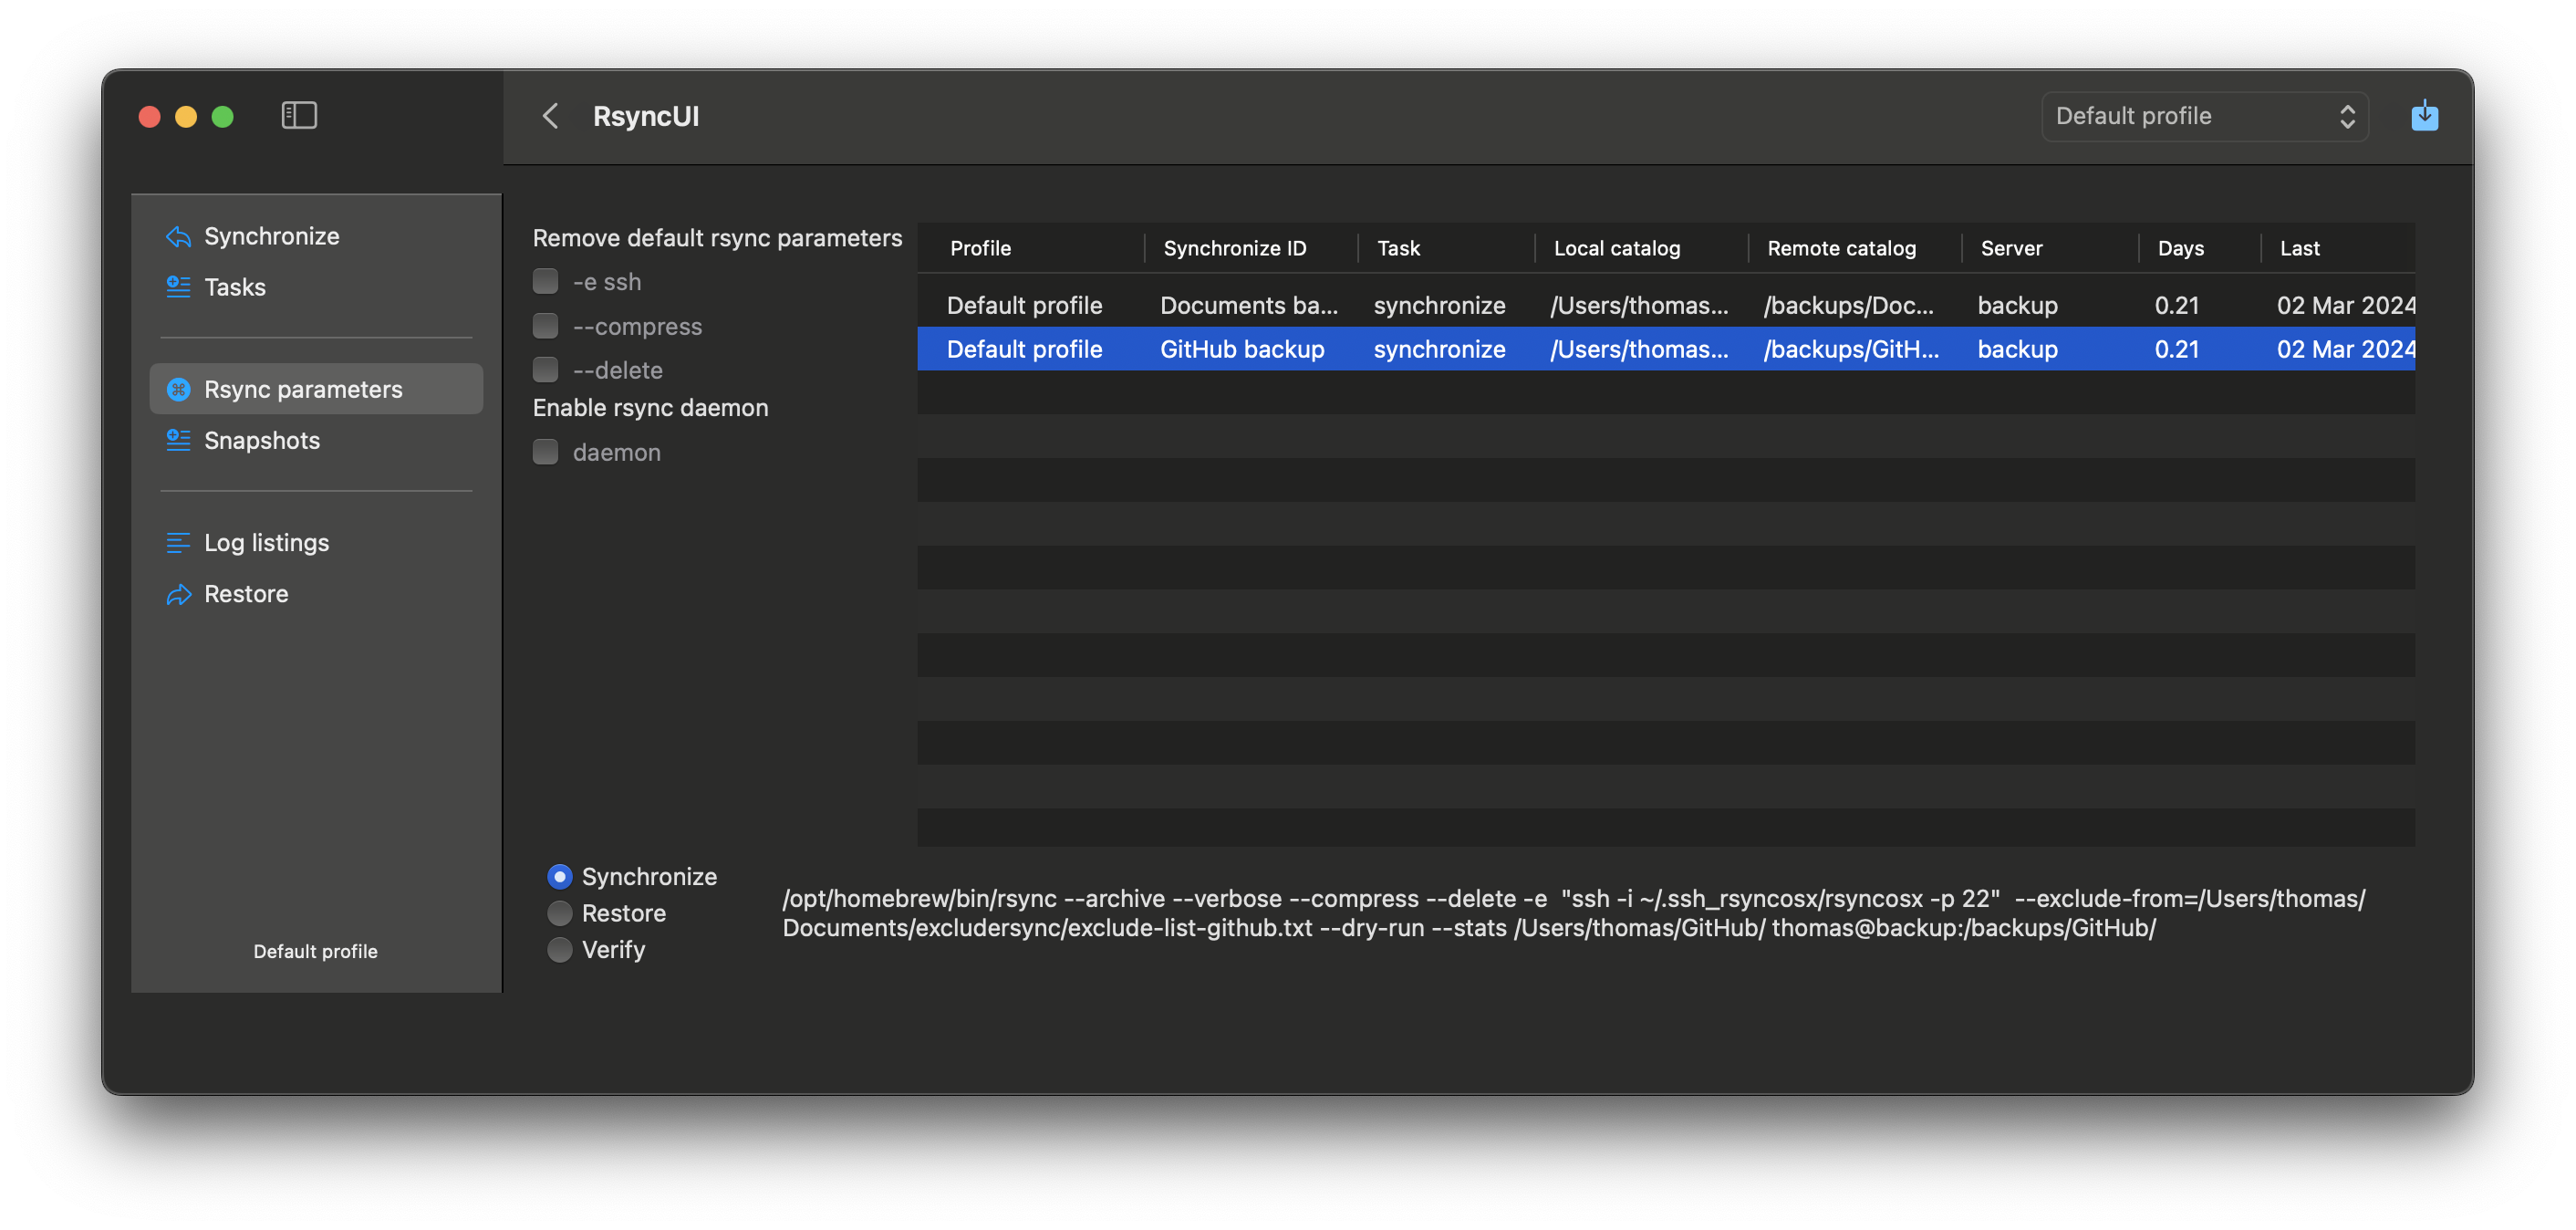 RsyncUI
Default profile
Synchronize
Tasks
Rsync parameters
Snapshots
Log listings
Restore
Default profile
Remove default rsync parameters
-e ssh
--compress
--delete
Enable rsync daemon
daemon
Profile Synchronize ID Task Local catalog Remote catalog Server Days Last
Default profile Documents ba... synchronize /Users/thomas... /backups/Doc... backup 0.21 02 Mar 2024
Default profile GitHub backup synchronize /Users/thomas... /backups/GitH... backup 0.21 02 Mar 2024
Synchronize
Restore
Verify
/opt/homebrew/bin/rsync --archive --verbose --compress --delete -e  "ssh -i ~/.ssh_rsyncosx/rsyncosx -p 22"  --exclude-from=/Users/thomas/
Documents/excludersync/exclude-list-github.txt --dry-run --stats /Users/thomas/GitHub/ thomas@backup:/backups/GitHub/